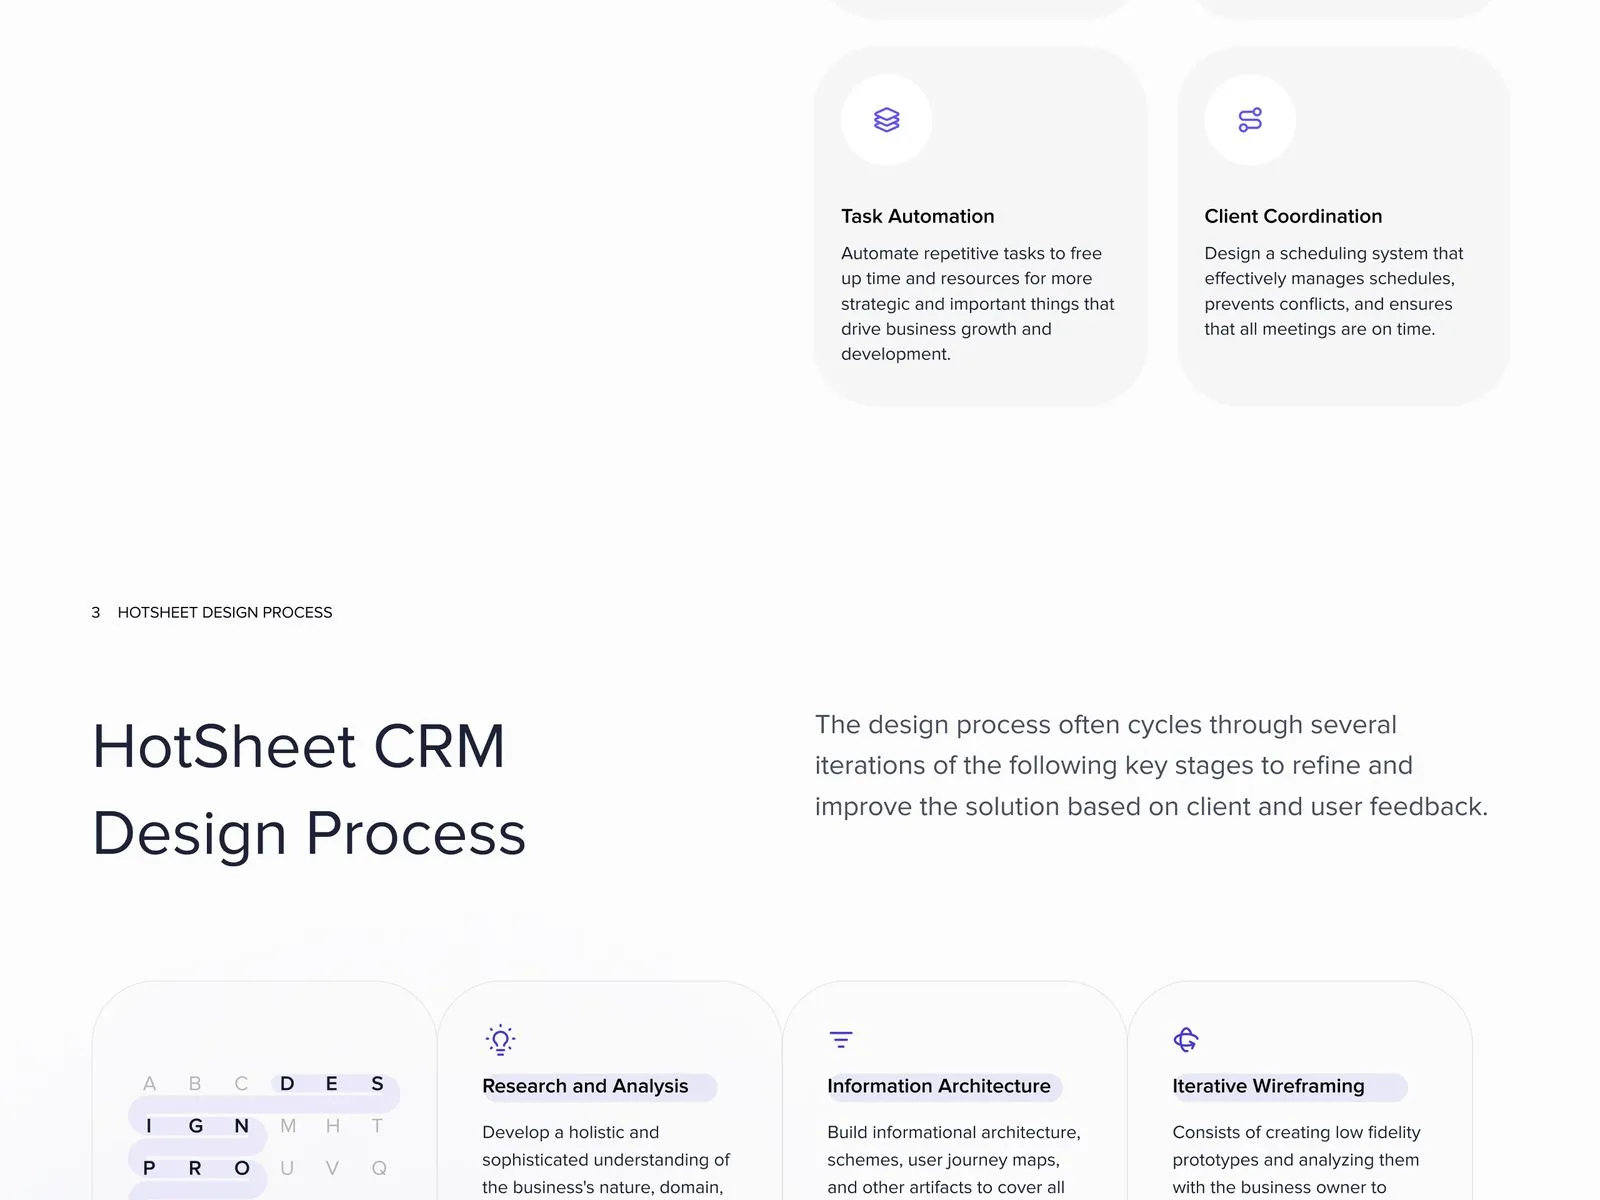 Task Automation
Automate repetitive tasks to free
up time and resources for more
strategic and important things that
drive business growth and
development.
Client Coordination
Design a scheduling system that
effectively manages schedules,
prevents conflicts, and ensures
that all meetings are on time.
3 HOTSHEET DESIGN PROCESS
HotSheet CRM
Design Process
The design process often cycles through several
iterations of the following key stages to refine and
improve the solution based on client and user feedback.
A B C D E S
I G N M H T
P R O U V Q
Research and Analysis
Develop a holistic and
sophisticated understanding of
the business's nature, domain,
Information Architecture
Build informational architecture,
schemes, user journey maps,
and other artifacts to cover all
Iterative Wireframing
Consists of creating low fidelity
prototypes and analyzing them
with the business owner to